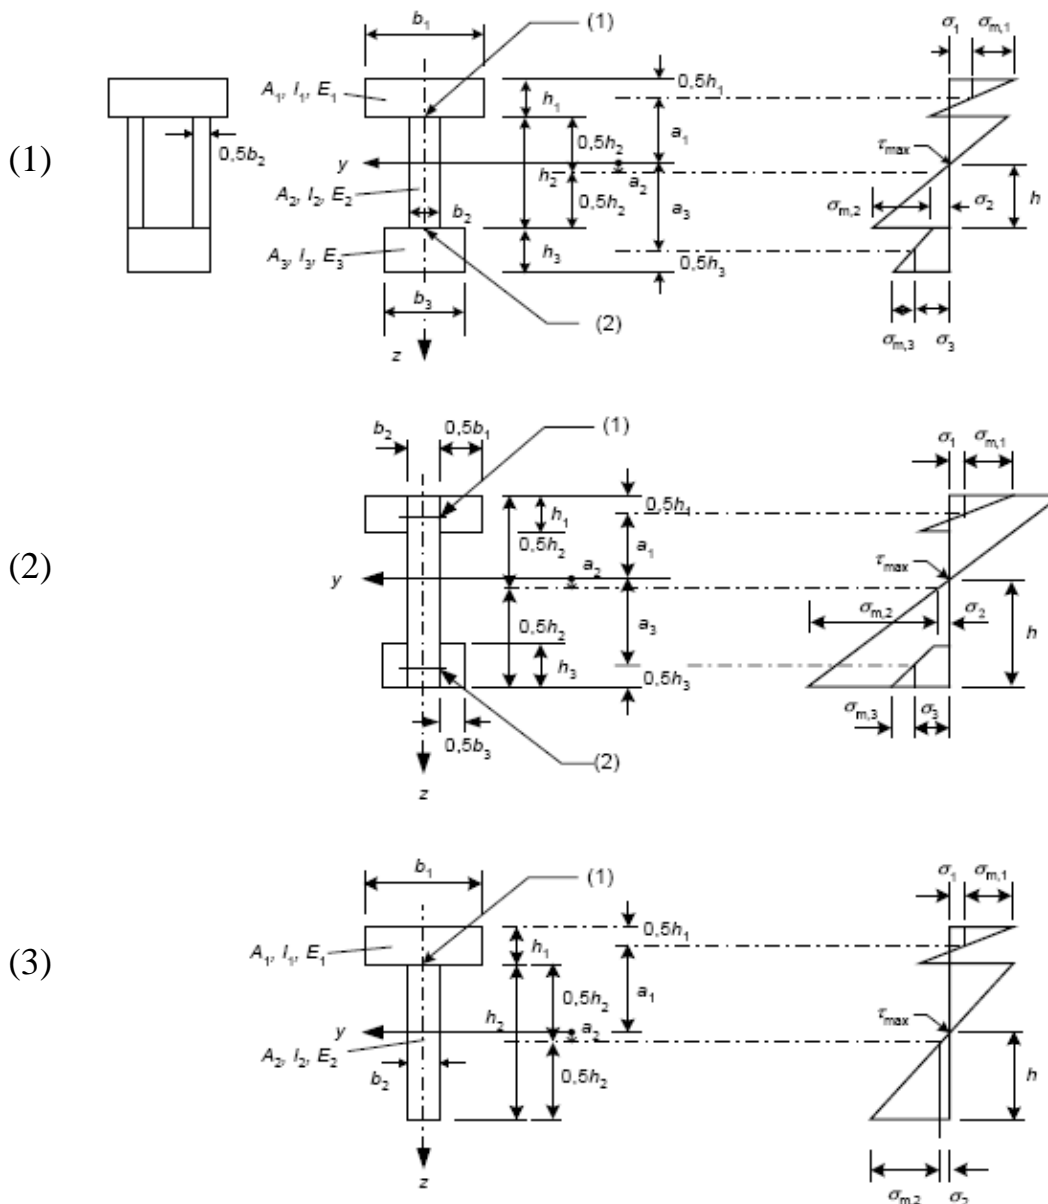 b₁ (1) σ₁ σₘ,₁
A₁, I₁, E₁ h₁ 0,5h₁
(1) 0,5b₂ y h₂ 0,5h₂ a₁ a₂ τmax
A₂, I₂, E₂ b₂ 0,5h₂ a₃ σₘ,₂ σ₂ h
A₃, I₃, E₃ h₃ 0,5h₃
b₃ (2) σₘ,₃ σ₃
z
b₂ 0,5b₁ (1) σ₁ σₘ,₁
h₁ 0,5h₁
(2) 0,5h₂ a₁
y a₂ τmax
0,5h₂ a₃ σₘ,₂ σ₂ h
h₃ 0,5h₃
0,5b₃ (2) σₘ,₃ σ₃
z
b₁ (1) σ₁ σₘ,₁
(3) A₁, I₁, E₁ h₁ 0,5h₁
h₂ 0,5h₂ a₁
y a₂ τmax
A₂, I₂, E₂ b₂ 0,5h₂ h
z σₘ,₂ σ₂